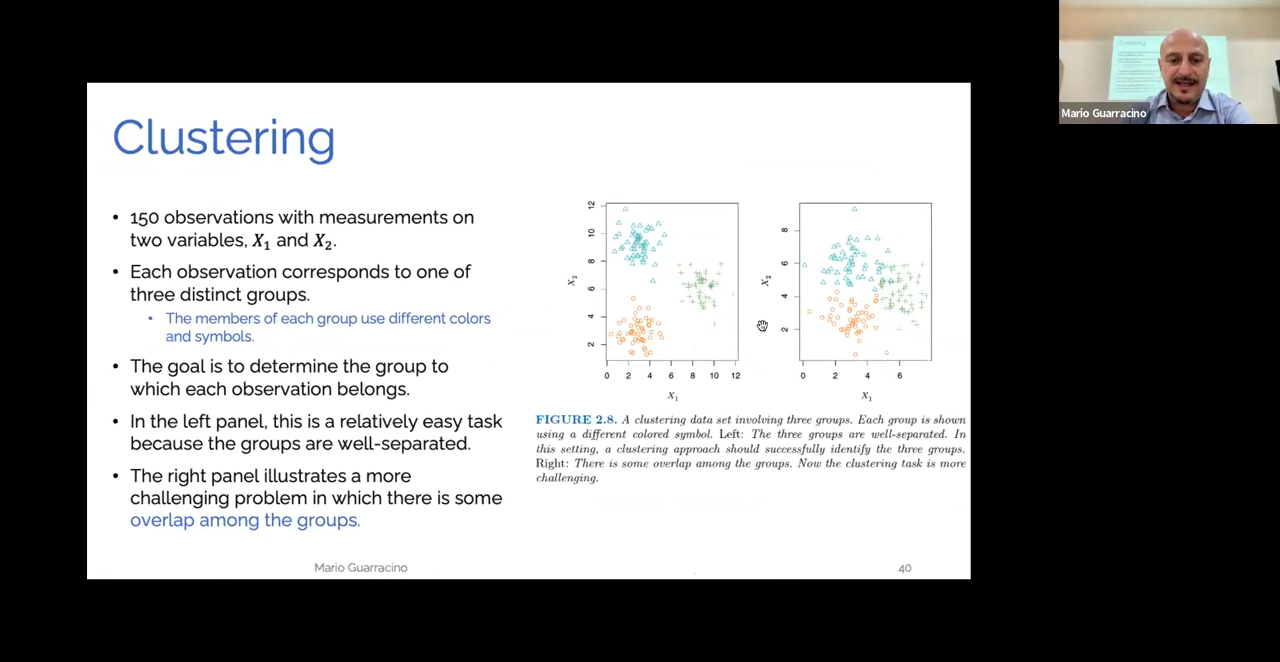 Clustering
• 150 observations with measurements on
two variables, X₁ and X₂.
• Each observation corresponds to one of
three distinct groups.
• The members of each group use different colors
and symbols.
• The goal is to determine the group to
which each observation belongs.
• In the left panel, this is a relatively easy task
because the groups are well-separated.
• The right panel illustrates a more
challenging problem in which there is some
overlap among the groups.
12
10
8
6
4
2
X₂
0 2 4 6 8 10 12
X₁
8
6
4
2
X₂
0 2 4 6
X₁
FIGURE 2.8. A clustering data set involving three groups. Each group is shown
using a different colored symbol. Left: The three groups are well-separated. In
this setting, a clustering approach should successfully identify the three groups.
Right: There is some overlap among the groups. Now the clustering task is more
challenging.
Mario Guarracino
40
Clustering
Mario Guarracino